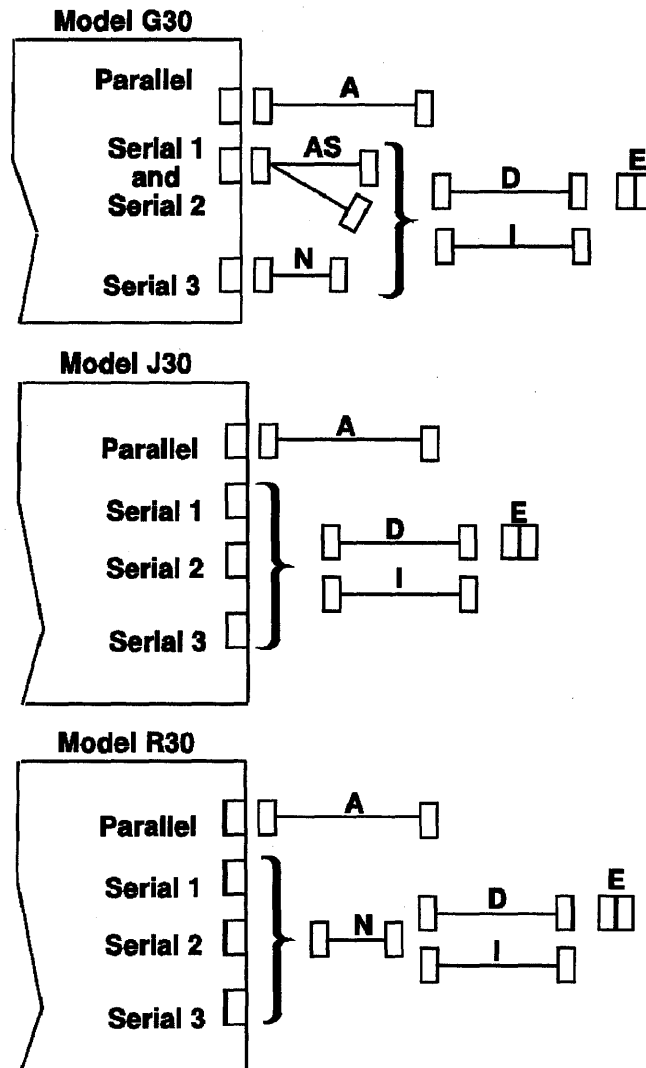 Model G30
Parallel
A
Serial 1
and
Serial 2
AS
D
E
I
Serial 3
N
Model J30
Parallel
A
Serial 1
Serial 2
Serial 3
D
E
I
Model R30
Parallel
A
Serial 1
Serial 2
Serial 3
N
D
E
I